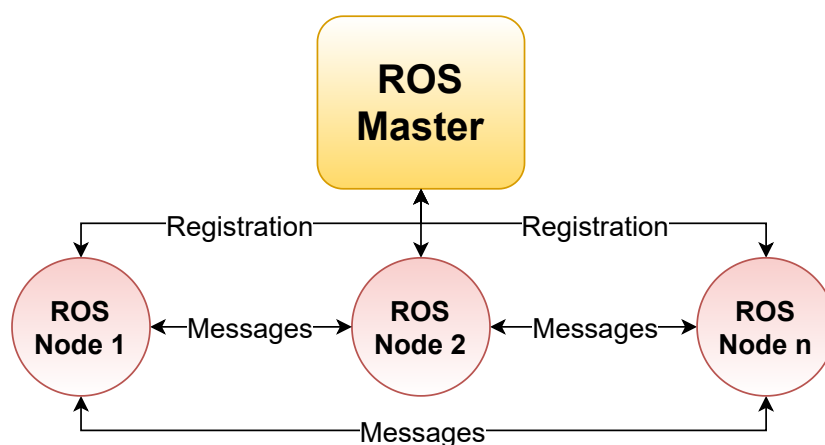 ROS
Master
Registration
Registration
ROS
Node 1
Messages
ROS
Node 2
Messages
ROS
Node n
Messages